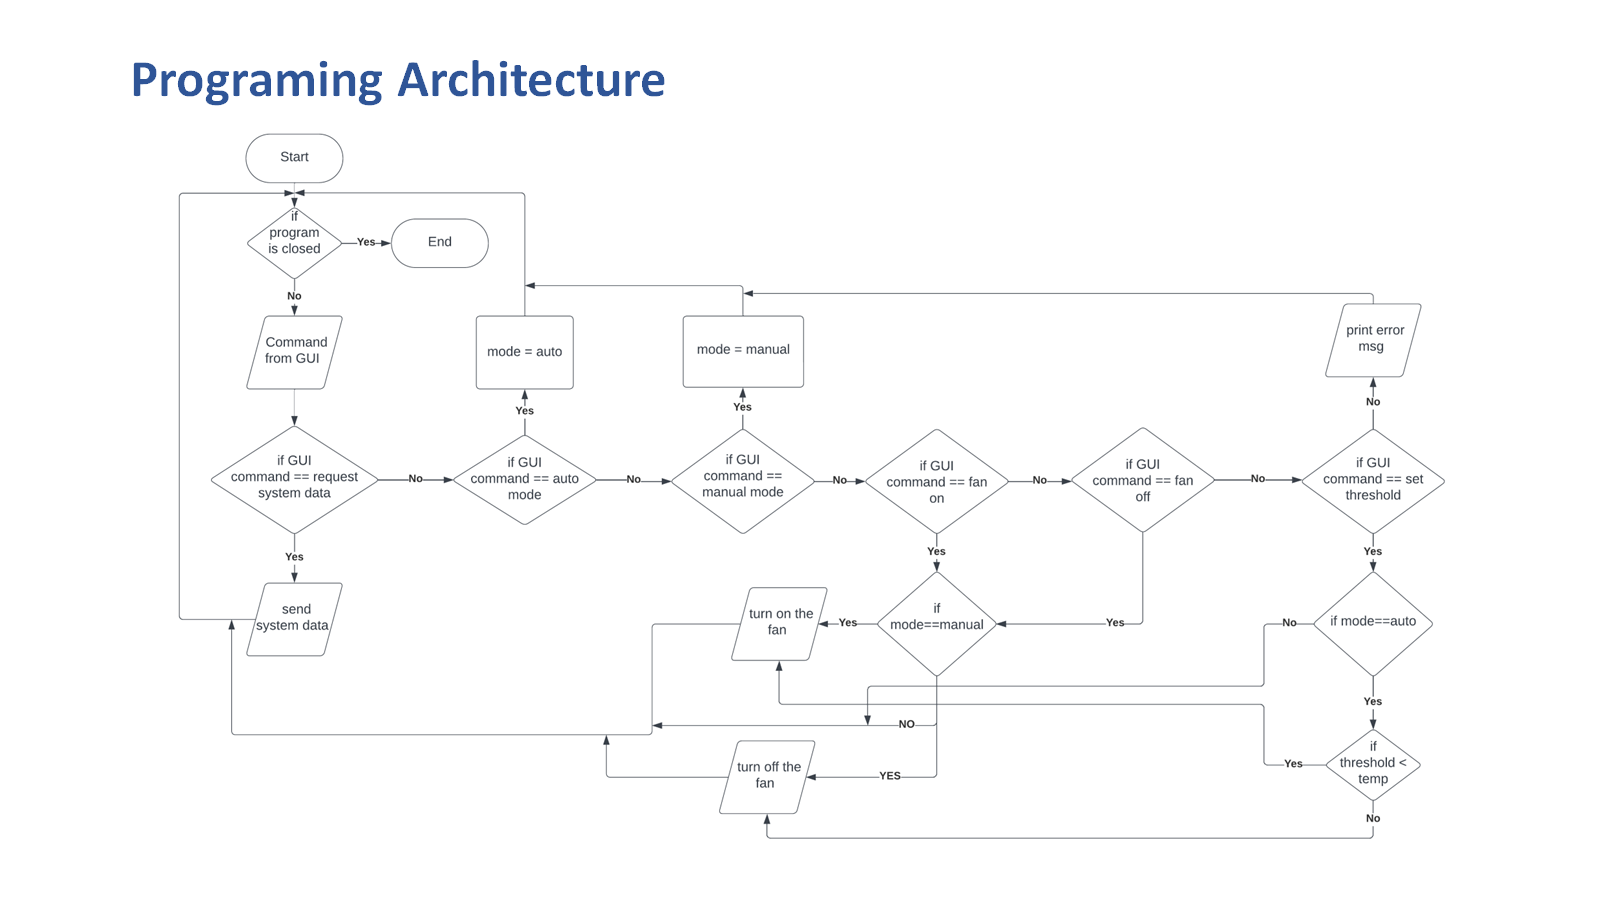 Programing Architecture
Start
if
program
is closed
Yes
End
No
Command
from GUI
mode = auto
mode = manual
print error
msg
Yes
Yes
No
if GUI
command == request
system data
No
if GUI
command == auto
mode
No
if GUI
command ==
manual mode
No
if GUI
command == fan
on
No
if GUI
command == fan
off
No
if GUI
command == set
threshold
Yes
Yes
Yes
send
system data
turn on the
fan
Yes
if
mode==manual
Yes
No
if mode==auto
Yes
NO
turn off the
fan
YES
Yes
if
threshold <
temp
No